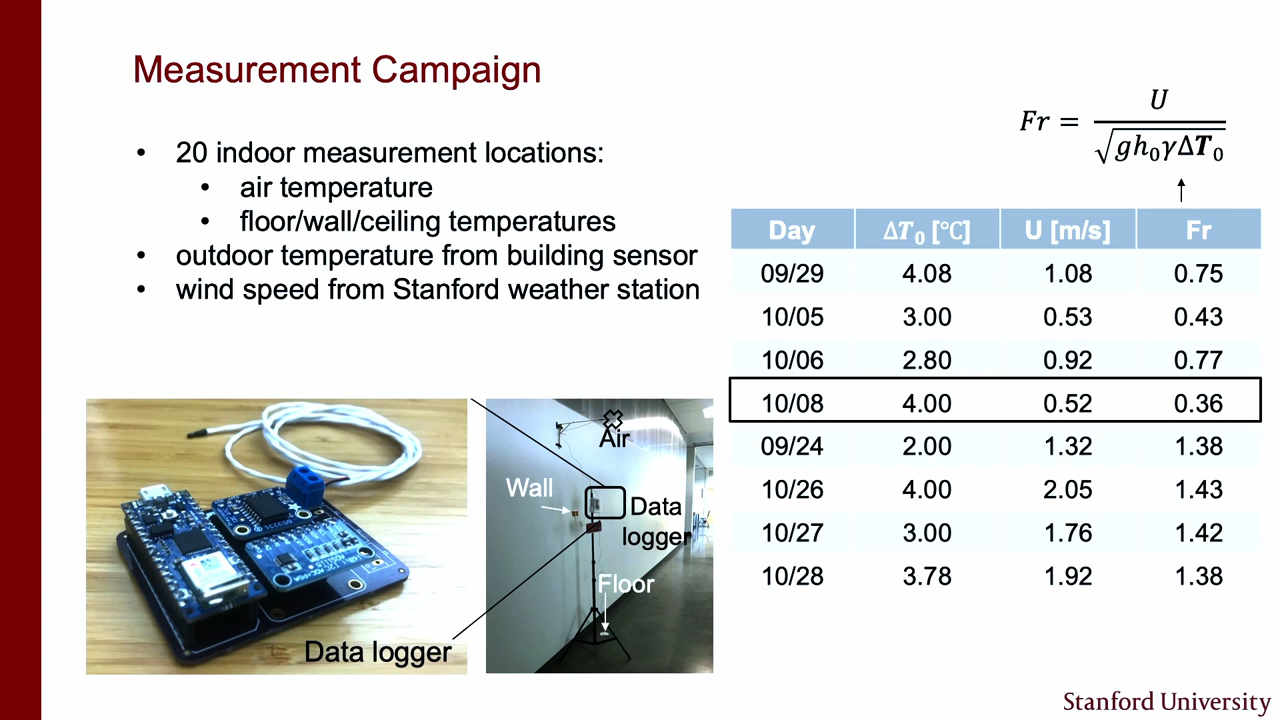 Measurement Campaign
• 20 indoor measurement locations:
• air temperature
• floor/wall/ceiling temperatures
• outdoor temperature from building sensor
• wind speed from Stanford weather station
Fr = U / √(gh₀γΔT₀)
Day ΔT₀ [℃] U [m/s] Fr
09/29 4.08 1.08 0.75
10/05 3.00 0.53 0.43
10/06 2.80 0.92 0.77
10/08 4.00 0.52 0.36
09/24 2.00 1.32 1.38
10/26 4.00 2.05 1.43
10/27 3.00 1.76 1.42
10/28 3.78 1.92 1.38
Data logger
Air
Wall
Data
logger
Floor
Stanford University